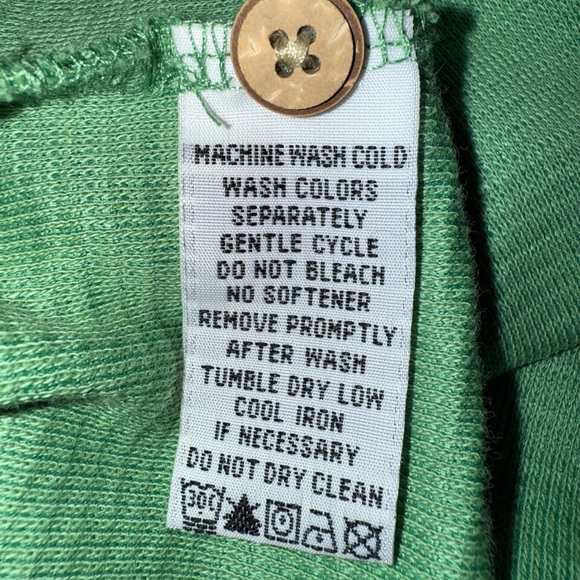 MACHINE WASH COLD
WASH COLORS
SEPARATELY
GENTLE CYCLE
DO NOT BLEACH
NO SOFTENER
REMOVE PROMPTLY
AFTER WASH
TUMBLE DRY LOW
COOL IRON
IF NECESSARY
DO NOT DRY CLEAN
30C